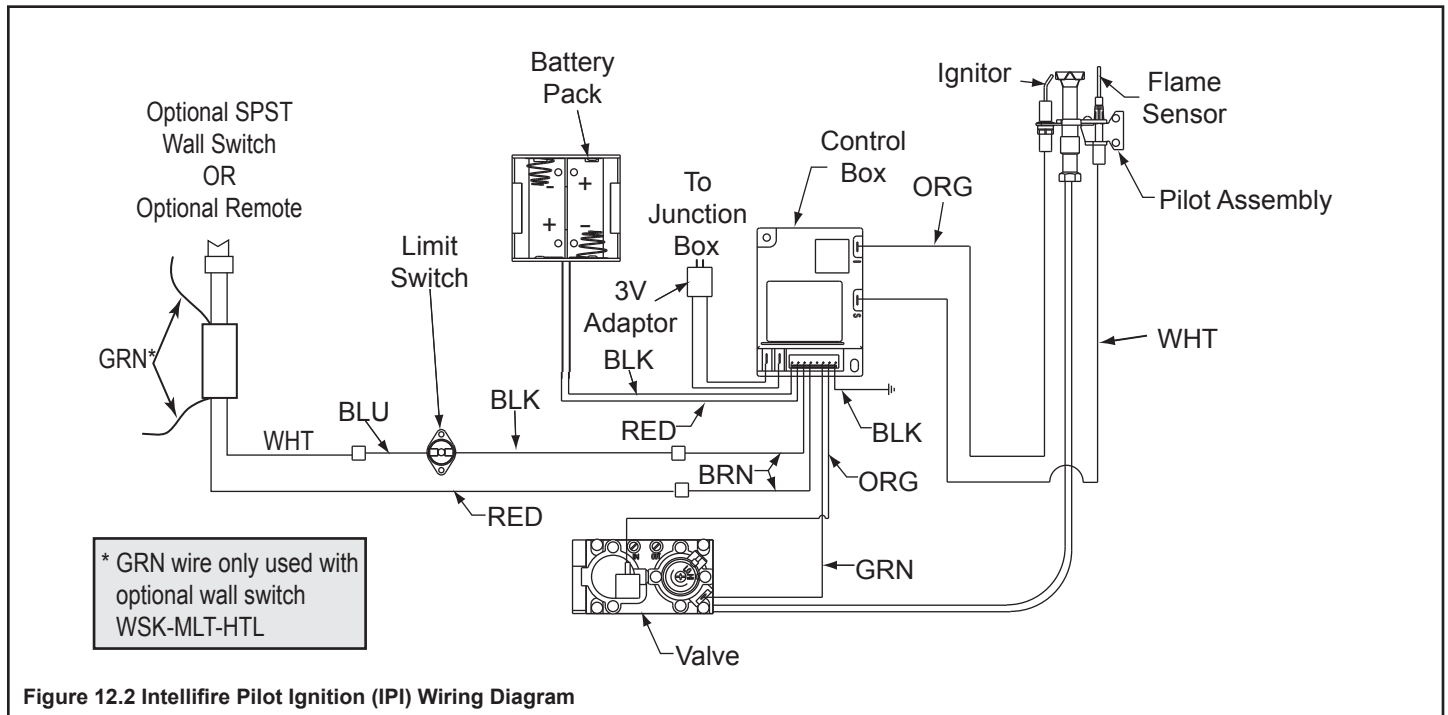 Optional SPST
Wall Switch
OR
Optional Remote
GRN*
WHT
BLU
Limit
Switch
BLK
RED
Battery
Pack
To
Junction
Box
3V
Adaptor
BLK
RED
BRN
Control
Box
I
S
ORG
BLK
ORG
GRN
Valve
Ignitor
Flame
Sensor
Pilot Assembly
WHT
* GRN wire only used with
optional wall switch
WSK-MLT-HTL
Figure 12.2 Intellifire Pilot Ignition (IPI) Wiring Diagram